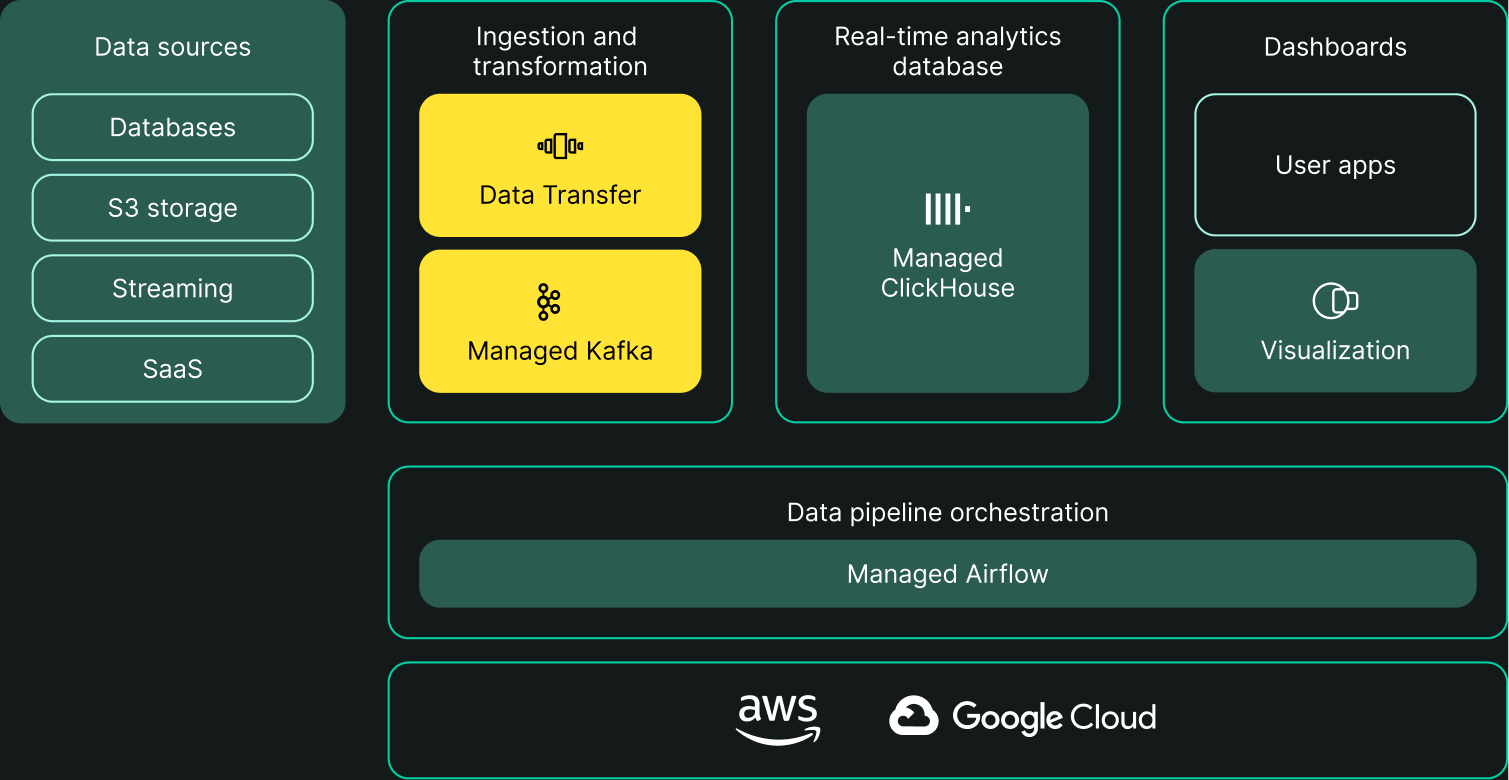 Data sources
Databases
S3 storage
Streaming
SaaS
Ingestion and
transformation
Data Transfer
Managed Kafka
Real-time analytics
database
Managed
ClickHouse
Dashboards
User apps
Visualization
Data pipeline orchestration
Managed Airflow
aws
Google Cloud